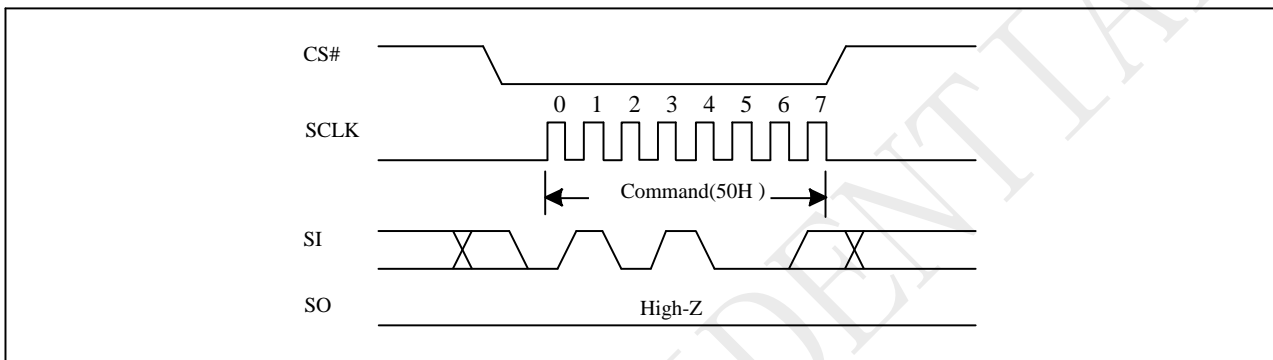 CS#
0 1 2 3 4 5 6 7
SCLK
Command(50H )
SI
SO
High-Z